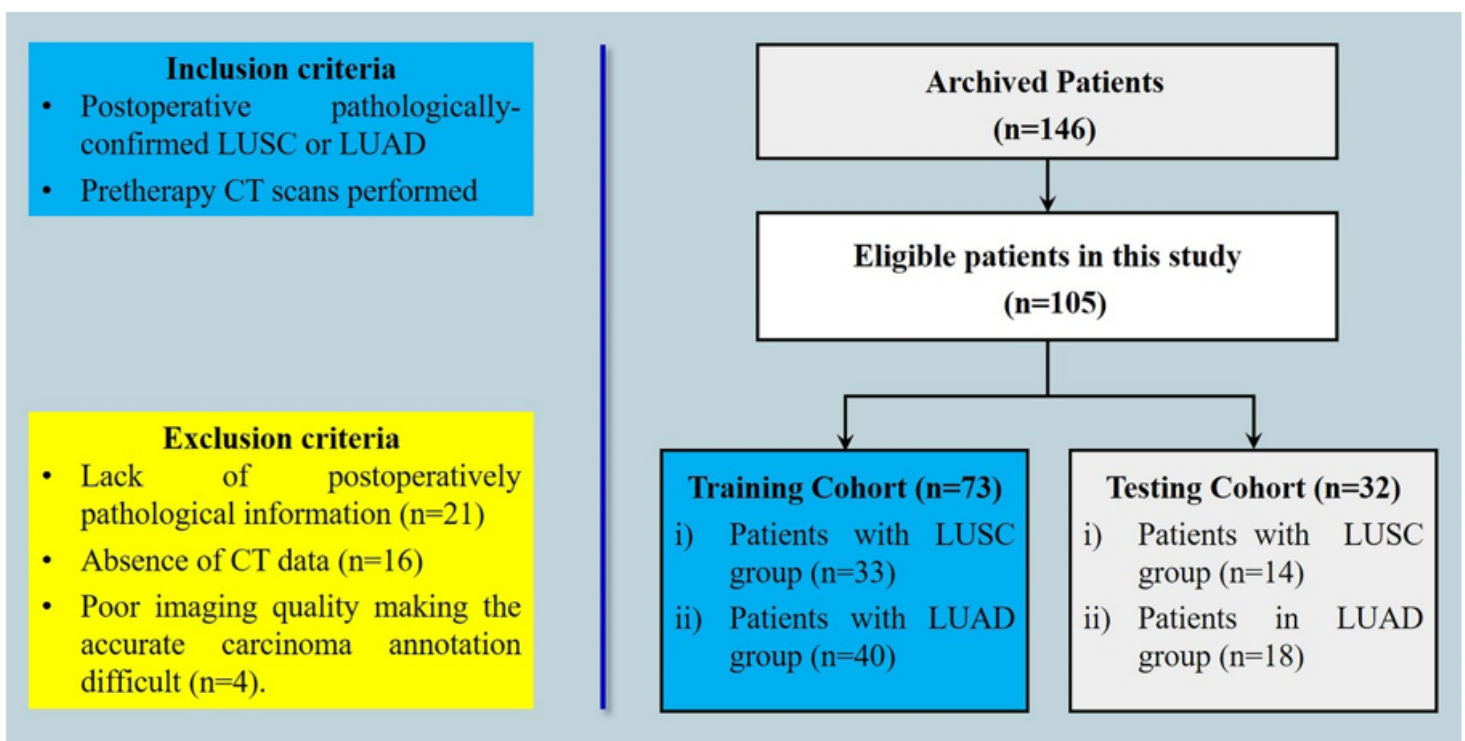 Inclusion criteria
• Postoperative pathologically-
confirmed LUSC or LUAD
• Pretherapy CT scans performed
Exclusion criteria
• Lack of postoperatively
pathological information (n=21)
• Absence of CT data (n=16)
• Poor imaging quality making the
accurate carcinoma annotation
difficult (n=4).
Archived Patients
(n=146)
Eligible patients in this study
(n=105)
Training Cohort (n=73)
i) Patients with LUSC
group (n=33)
ii) Patients with LUAD
group (n=40)
Testing Cohort (n=32)
i) Patients with LUSC
group (n=14)
ii) Patients in LUAD
group (n=18)